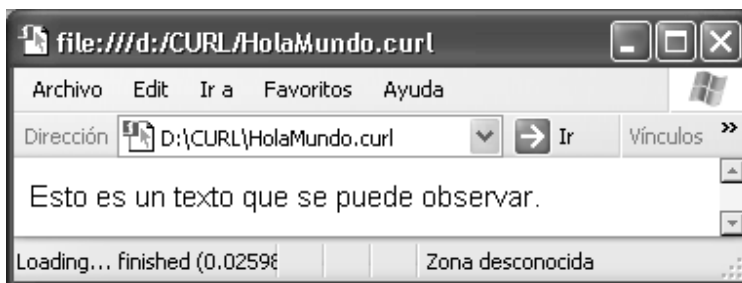 file:///d:/CURL/HolaMundo.curl
Archivo Edit Ir a Favoritos Ayuda
Dirección D:\CURL\HolaMundo.curl Ir Vínculos »
Esto es un texto que se puede observar.
Loading... finished (0.02598 Zona desconocida